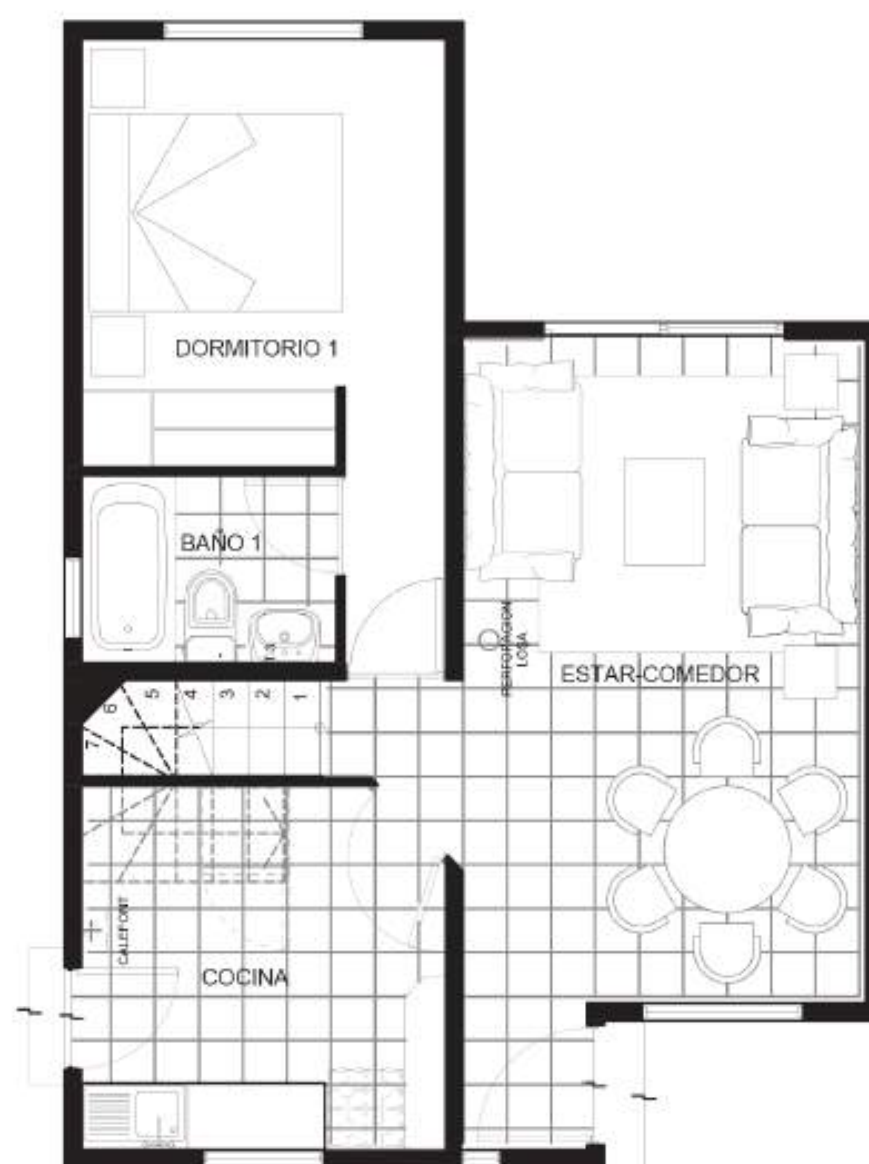 DORMITORIO 1
BAÑO 1
PERFORACION
LOSA
ESTAR-COMEDOR
7
6
5
4
3
2
1
CALEFONT
COCINA